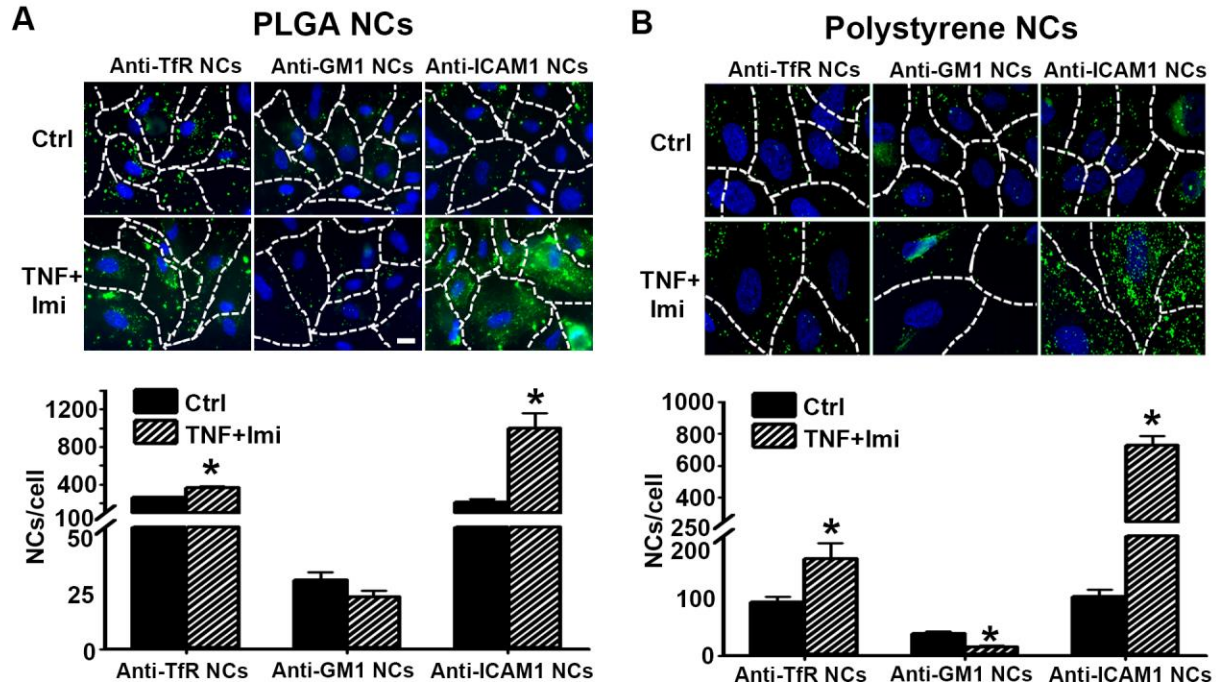 A
PLGA NCs
Anti-TfR NCs Anti-GM1 NCs Anti-ICAM1 NCs
Ctrl
TNF+
Imi
1200
800
400
100
50
25
0
NCs/cell
Ctrl
TNF+Imi
*
*
Anti-TfR NCs Anti-GM1 NCs Anti-ICAM1 NCs
B
Polystyrene NCs
Anti-TfR NCs Anti-GM1 NCs Anti-ICAM1 NCs
Ctrl
TNF+
Imi
1000
800
600
400
250
200
100
0
NCs/cell
Ctrl
TNF+Imi
*
*
*
Anti-TfR NCs Anti-GM1 NCs Anti-ICAM1 NCs